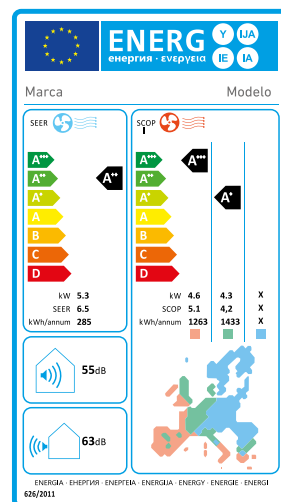 ENERG Y IJA
енергия · ενεργεια IE IA
Marca Modelo
SEER SCOP
A+++ A+++ A+++
A++ A++ A++
A+ A+ A+
A A
B B
C C
D D
kW 5.3 kW 4.6 4.3 X
SEER 6.5 SCOP 5.1 4,2 X
kWh/annum 285 kWh/annum 1263 1433 X
55dB
63dB
ENERGIA · ЕНЕРГИЯ · ΕΝΕΡΓΕΙΑ · ENERGIJA · ENERGY · ENERGIE · ENERGI
626/2011